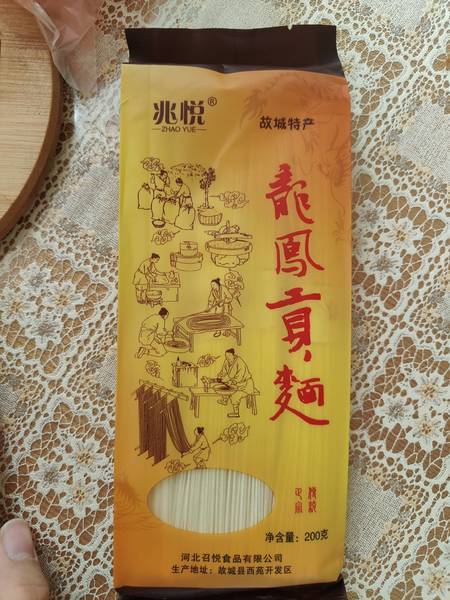 兆悦®
ZHAO YUE
故城特产
龍鳳貢麵
净含量：200克
河北召悦食品有限公司
生产地址：故城县西苑开发区